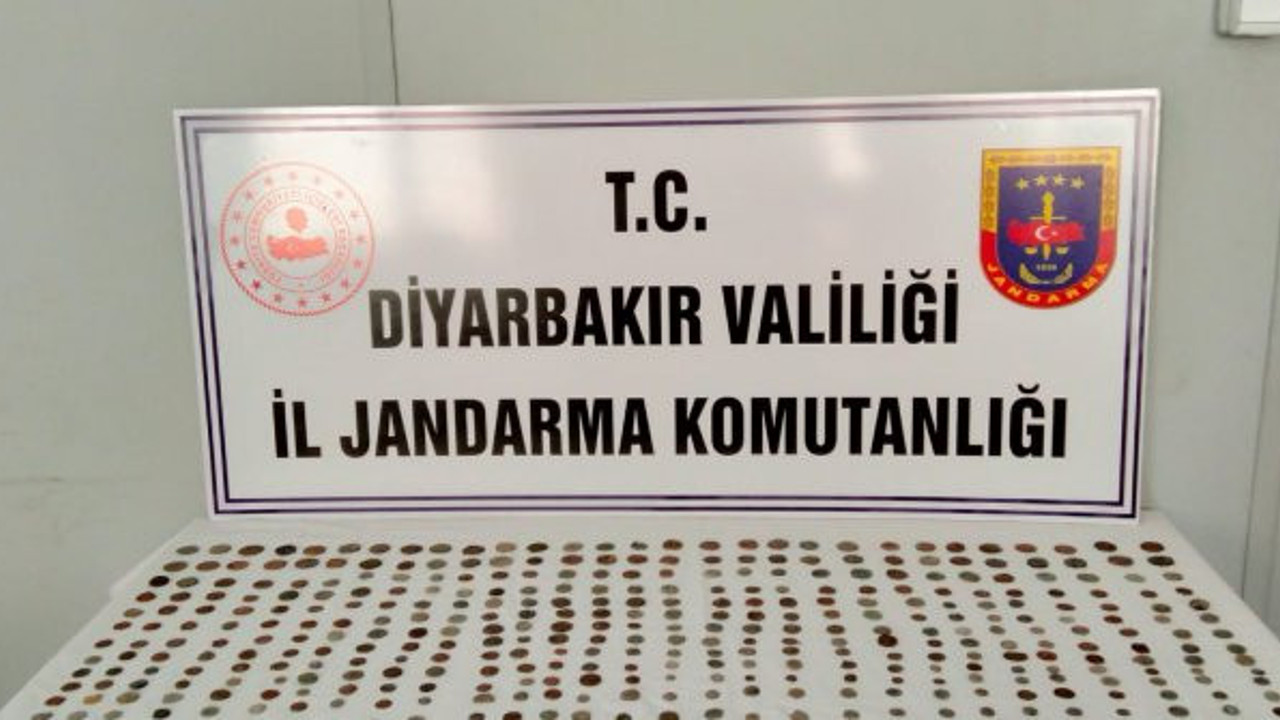 T.C.
DİYARBAKIR VALİLİĞİ
İL JANDARMA KOMUTANLIĞI
JANDARMA